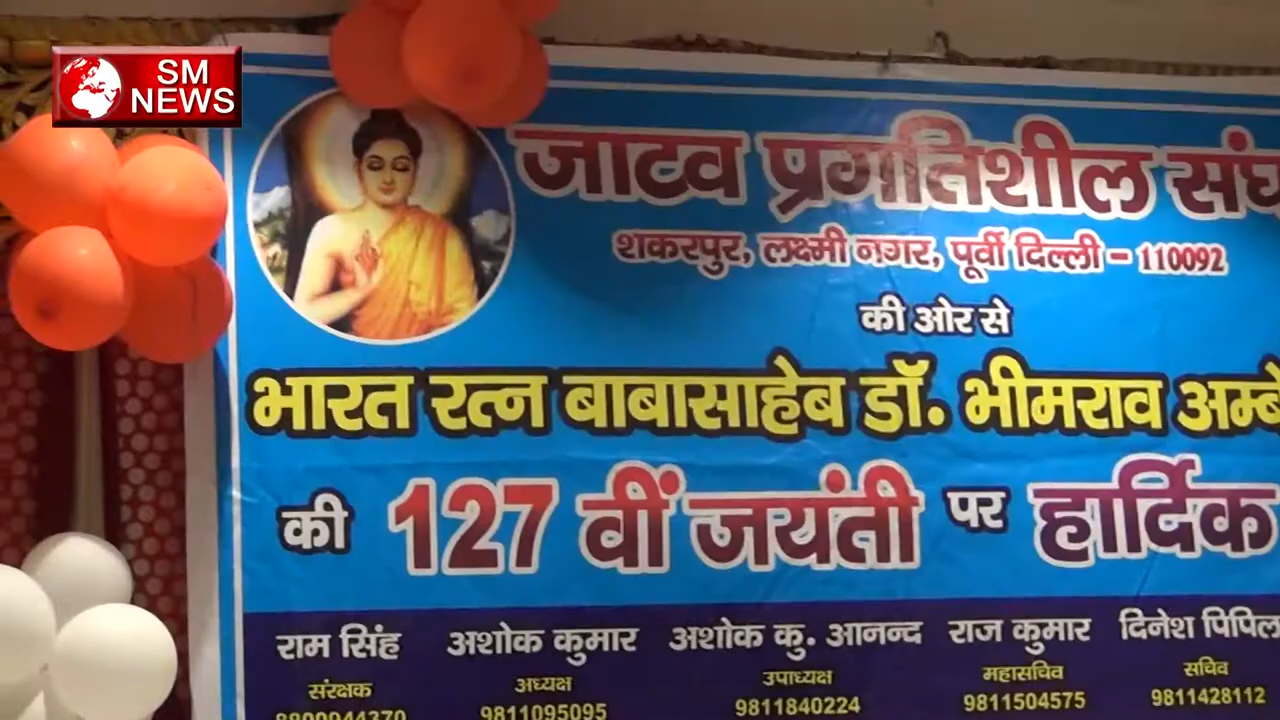 SM
NEWS
जाटव प्रगतिशील संघ
शकरपुर, लक्ष्मी नगर, पूर्वी दिल्ली - 110092
की ओर से
भारत रत्न बाबासाहेब डॉ. भीमराव अम्बे
की 127 वीं जयंती पर हार्दिक
राम सिंह अशोक कुमार अशोक कु. आनन्द राज कुमार दिनेश पिपिल
संरक्षक अध्यक्ष उपाध्यक्ष महासचिव सचिव
9811095095 9811840224 9811504575 9811428112